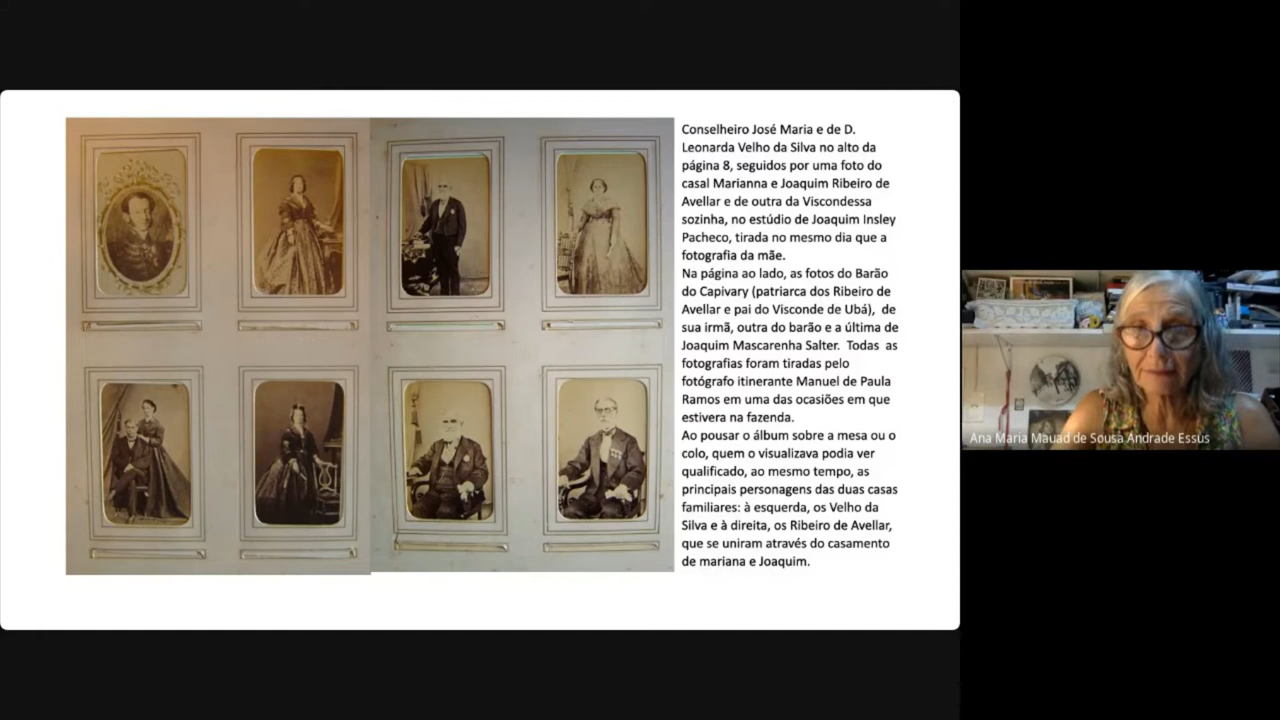 Conselheiro José Maria e de D.
Leonarda Velho da Silva no alto da
página 8, seguidos por uma foto do
casal Marianna e Joaquim Ribeiro de
Avellar e de outra da Viscondessa
sozinha, no estúdio de Joaquim Insley
Pacheco, tirada no mesmo dia que a
fotografia da mãe.
Na página ao lado, as fotos do Barão
do Capivary (patriarca dos Ribeiro de
Avellar e pai do Visconde de Ubá), de
sua irmã, outra do barão e a última de
Joaquim Mascarenha Salter. Todas as
fotografias foram tiradas pelo
fotógrafo itinerante Manuel de Paula
Ramos em uma das ocasiões em que
estivera na fazenda.
Ao pousar o álbum sobre a mesa ou o
colo, quem o visualizava podia ver
qualificado, ao mesmo tempo, as
principais personagens das duas casas
familiares: à esquerda, os Velho da
Silva e à direita, os Ribeiro de Avellar,
que se uniram através do casamento
de mariana e Joaquim.
Ana Maria Mauad de Sousa Andrade Essus